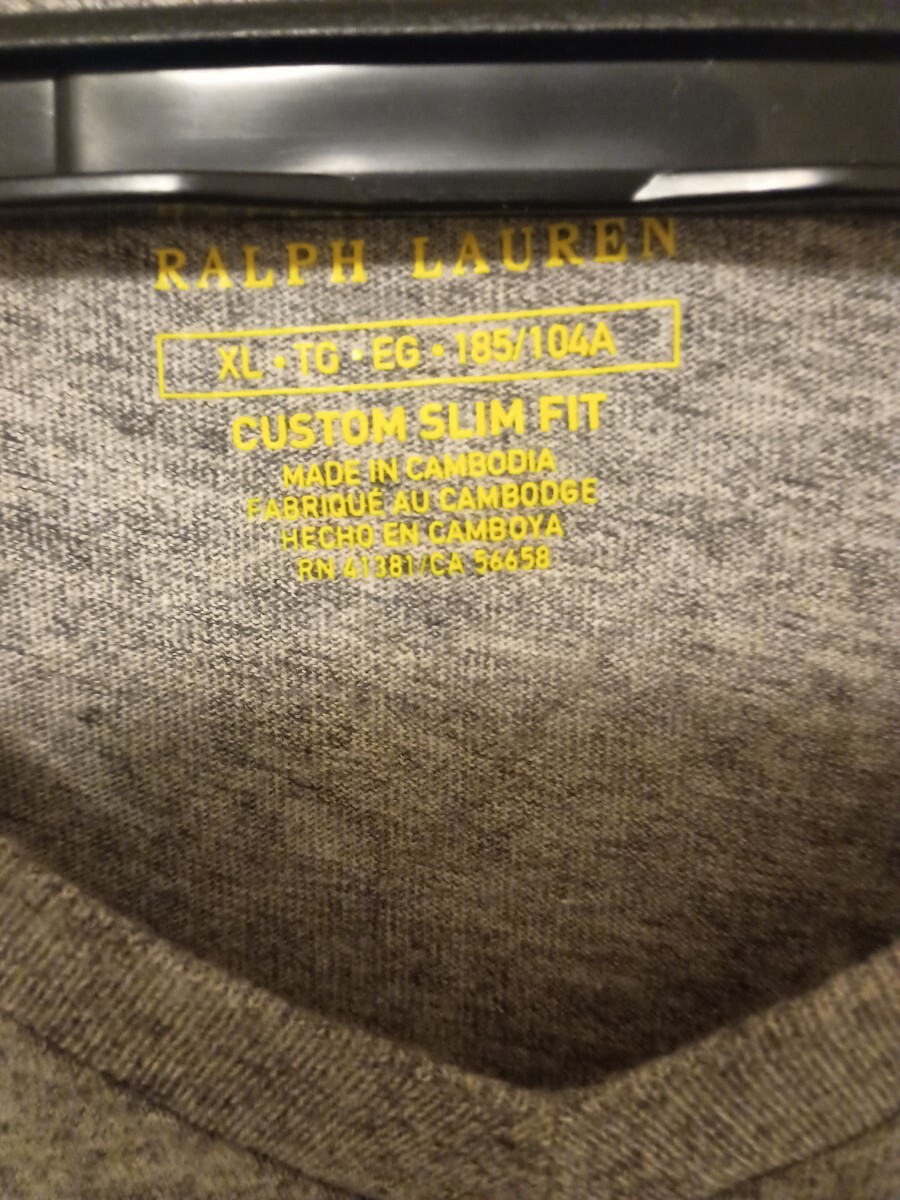 RALPH LAUREN
XL • TG • EG • 185/104A
CUSTOM SLIM FIT
MADE IN CAMBODIA
FABRIQUÉ AU CAMBODGE
HECHO EN CAMBOYA
RN 41381/CA 56658